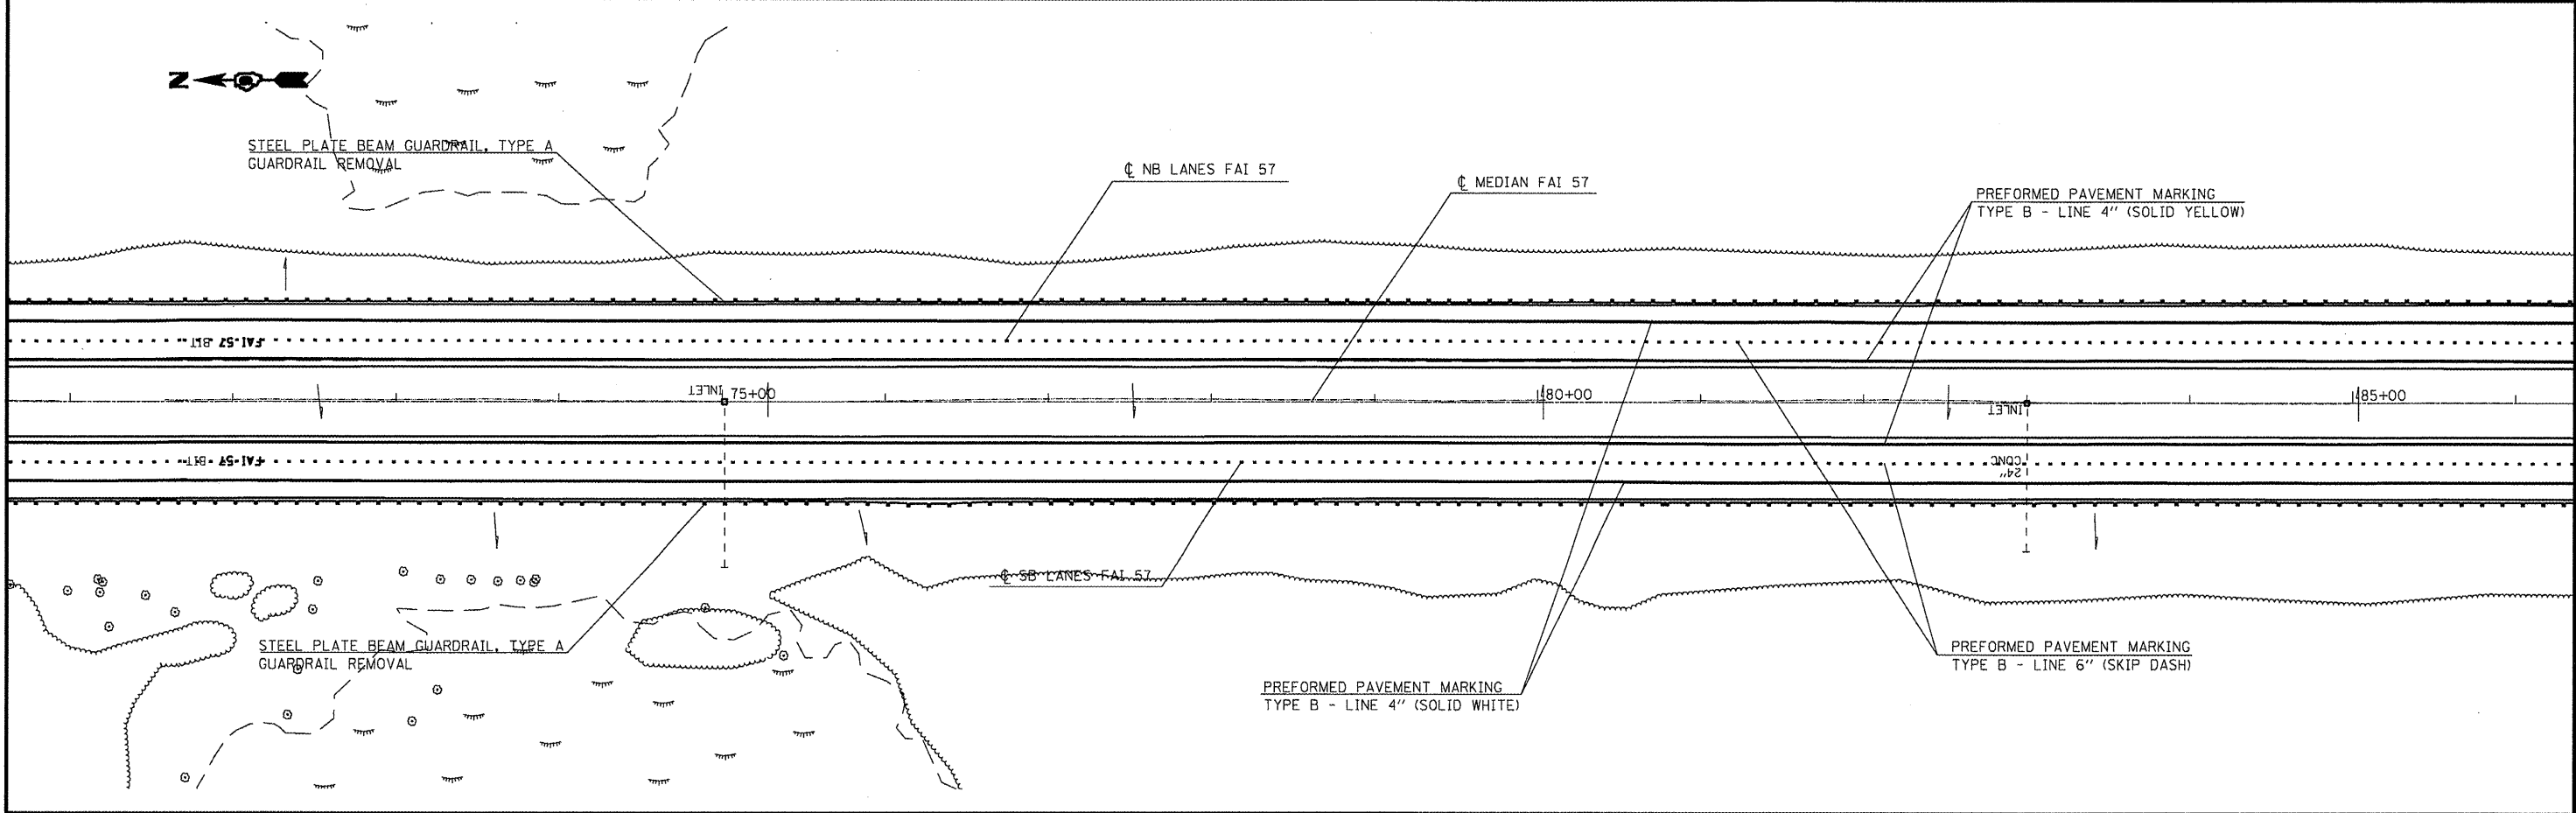 N
STEEL PLATE BEAM GUARDRAIL, TYPE A
GUARDRAIL REMOVAL
℄ NB LANES FAI 57
℄ MEDIAN FAI 57
PREFORMED PAVEMENT MARKING
TYPE B - LINE 4" (SOLID YELLOW)
FAI-57 BIT
INLET
75+00
80+00
INLET
85+00
FAI-57 BIT
24"
CONC
℄ SB LANES FAI 57
STEEL PLATE BEAM GUARDRAIL, TYPE A
GUARDRAIL REMOVAL
PREFORMED PAVEMENT MARKING
TYPE B - LINE 6" (SKIP DASH)
PREFORMED PAVEMENT MARKING
TYPE B - LINE 4" (SOLID WHITE)